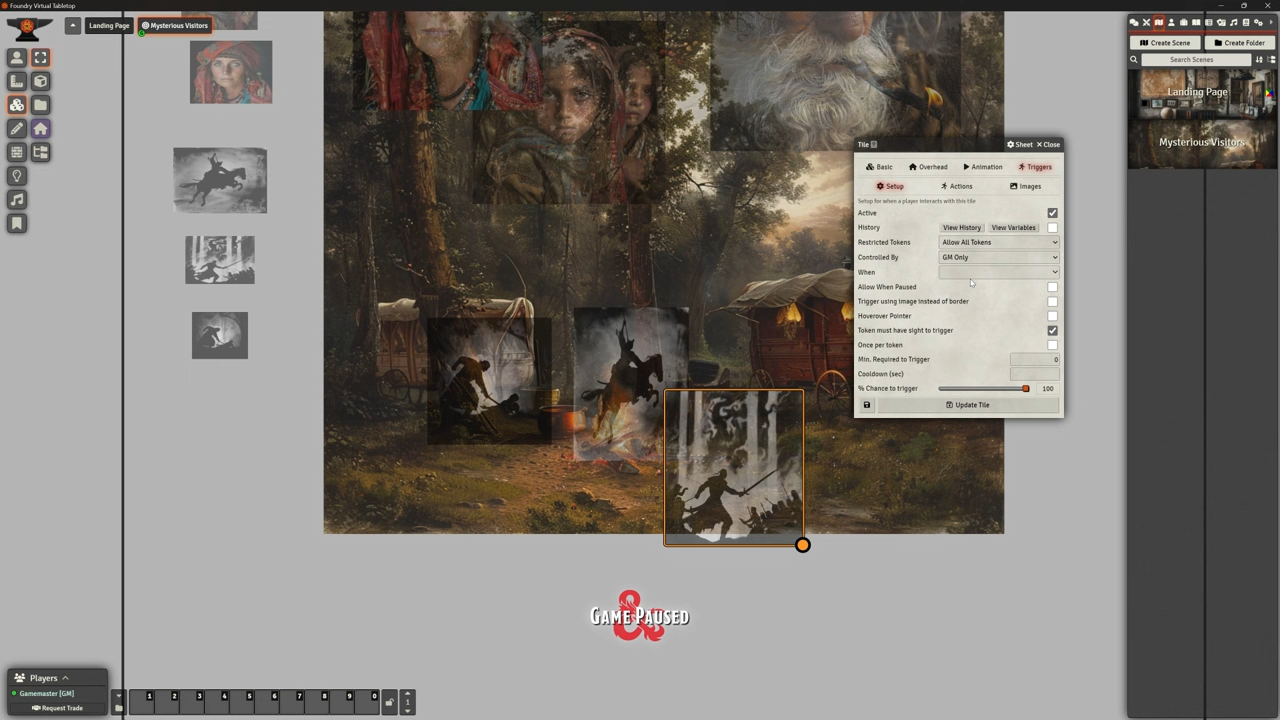 Foundry Virtual Tabletop
Landing Page
Mysterious Visitors
Create Scene
Create Folder
Search Scenes
Landing Page
Mysterious Visitors
Tile
Sheet
Close
Basic
Overhead
Animation
Triggers
Setup
Actions
Images
Setup for when a player interacts with this tile
Active
History
View History
View Variables
Restricted Tokens
Allow All Tokens
Controlled By
GM Only
When
Allow When Paused
Trigger using image instead of border
Hoverover Pointer
Token must have sight to trigger
Once per token
Min. Required to Trigger
0
Cooldown (sec)
% Chance to trigger
100
Update Tile
GAME PAUSED
Players
Gamemaster [GM]
Request Trade
1 2 3 4 5 6 7 8 9 0
1